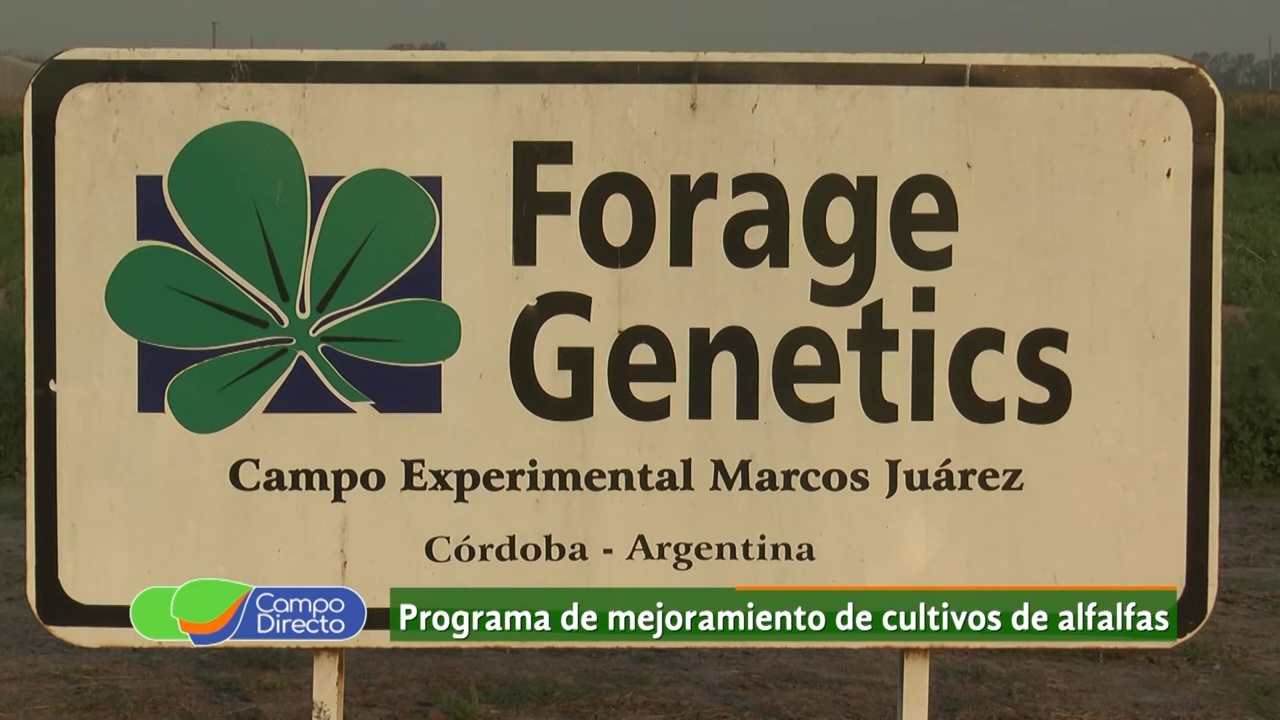 Forage
Genetics
Campo Experimental Marcos Juárez
Córdoba - Argentina
Campo
Directo
Programa de mejoramiento de cultivos de alfalfas